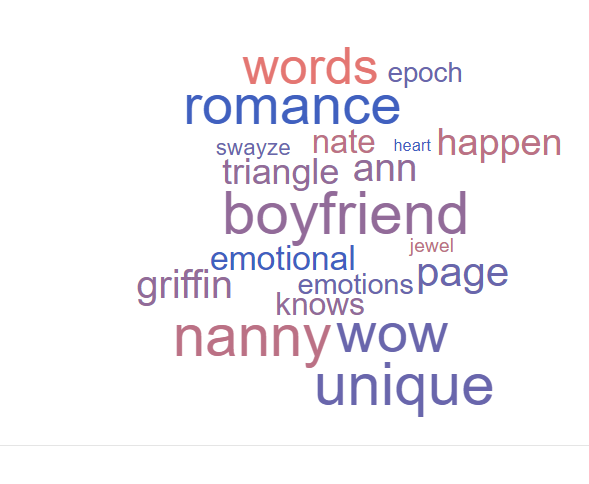 words epoch
romance
swayze nate heart happen
triangle ann
boyfriend
jewel
emotional
griffin emotions page
knows
nanny wow
unique